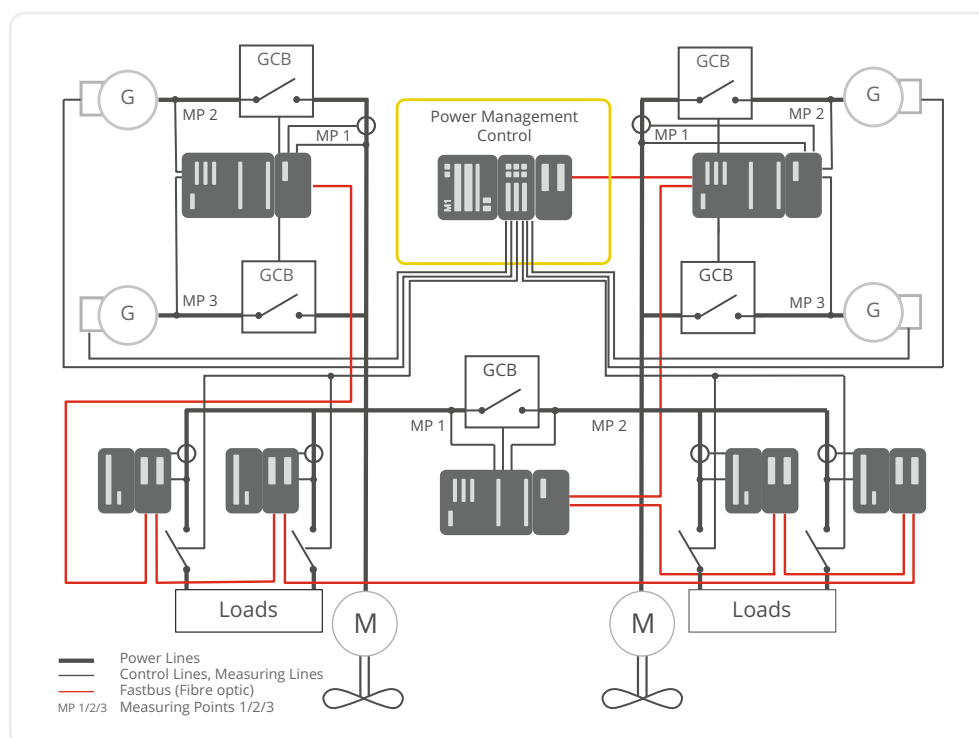 GCB
GCB
G
MP 2
MP 1
Power Management
Control
M1
MP 1
MP 2
G
GCB
GCB
G
MP 3
MP 3
G
GCB
MP 1
MP 2
Loads
M
M
Loads
Power Lines
Control Lines, Measuring Lines
Fastbus (Fibre optic)
MP 1/2/3 Measuring Points 1/2/3